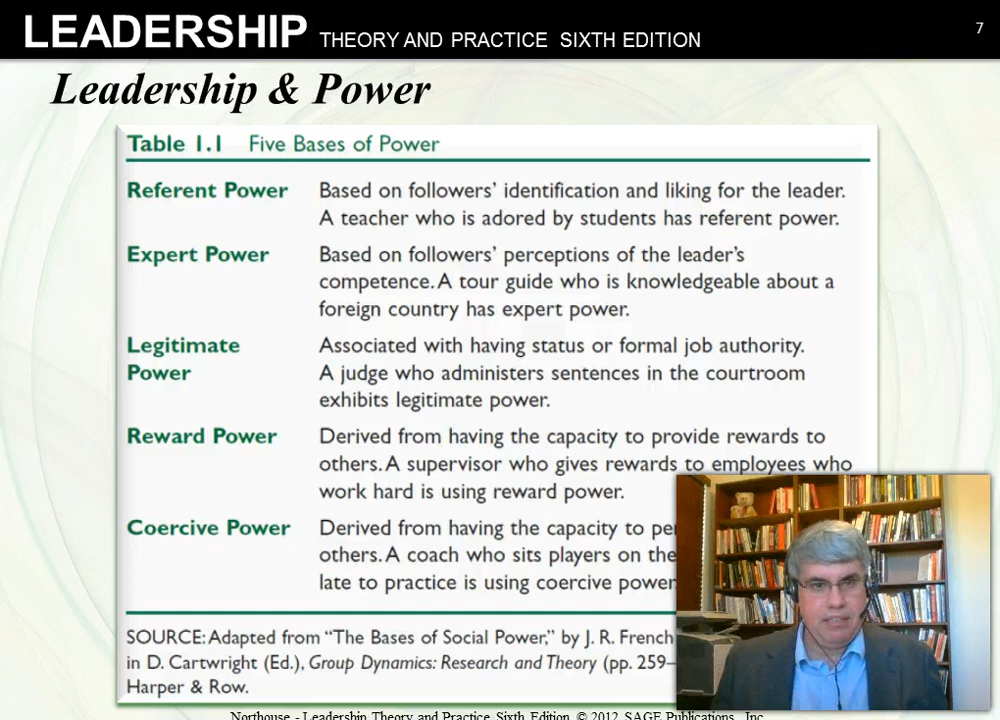 LEADERSHIP THEORY AND PRACTICE SIXTH EDITION
7
Leadership & Power
Table 1.1 Five Bases of Power
Referent Power Based on followers’ identification and liking for the leader.
A teacher who is adored by students has referent power.
Expert Power Based on followers’ perceptions of the leader’s
competence. A tour guide who is knowledgeable about a
foreign country has expert power.
Legitimate Associated with having status or formal job authority.
Power A judge who administers sentences in the courtroom
exhibits legitimate power.
Reward Power Derived from having the capacity to provide rewards to
others. A supervisor who gives rewards to employees who
work hard is using reward power.
Coercive Power Derived from having the capacity to
others. A coach who sits players on the
late to practice is using coercive power
SOURCE: Adapted from “The Bases of Social Power,” by J. R. French
in D. Cartwright (Ed.), Group Dynamics: Research and Theory (pp. 259–
Harper & Row.
Northouse - Leadership Theory and Practice Sixth Edition © 2012 SAGE Publications, Inc.